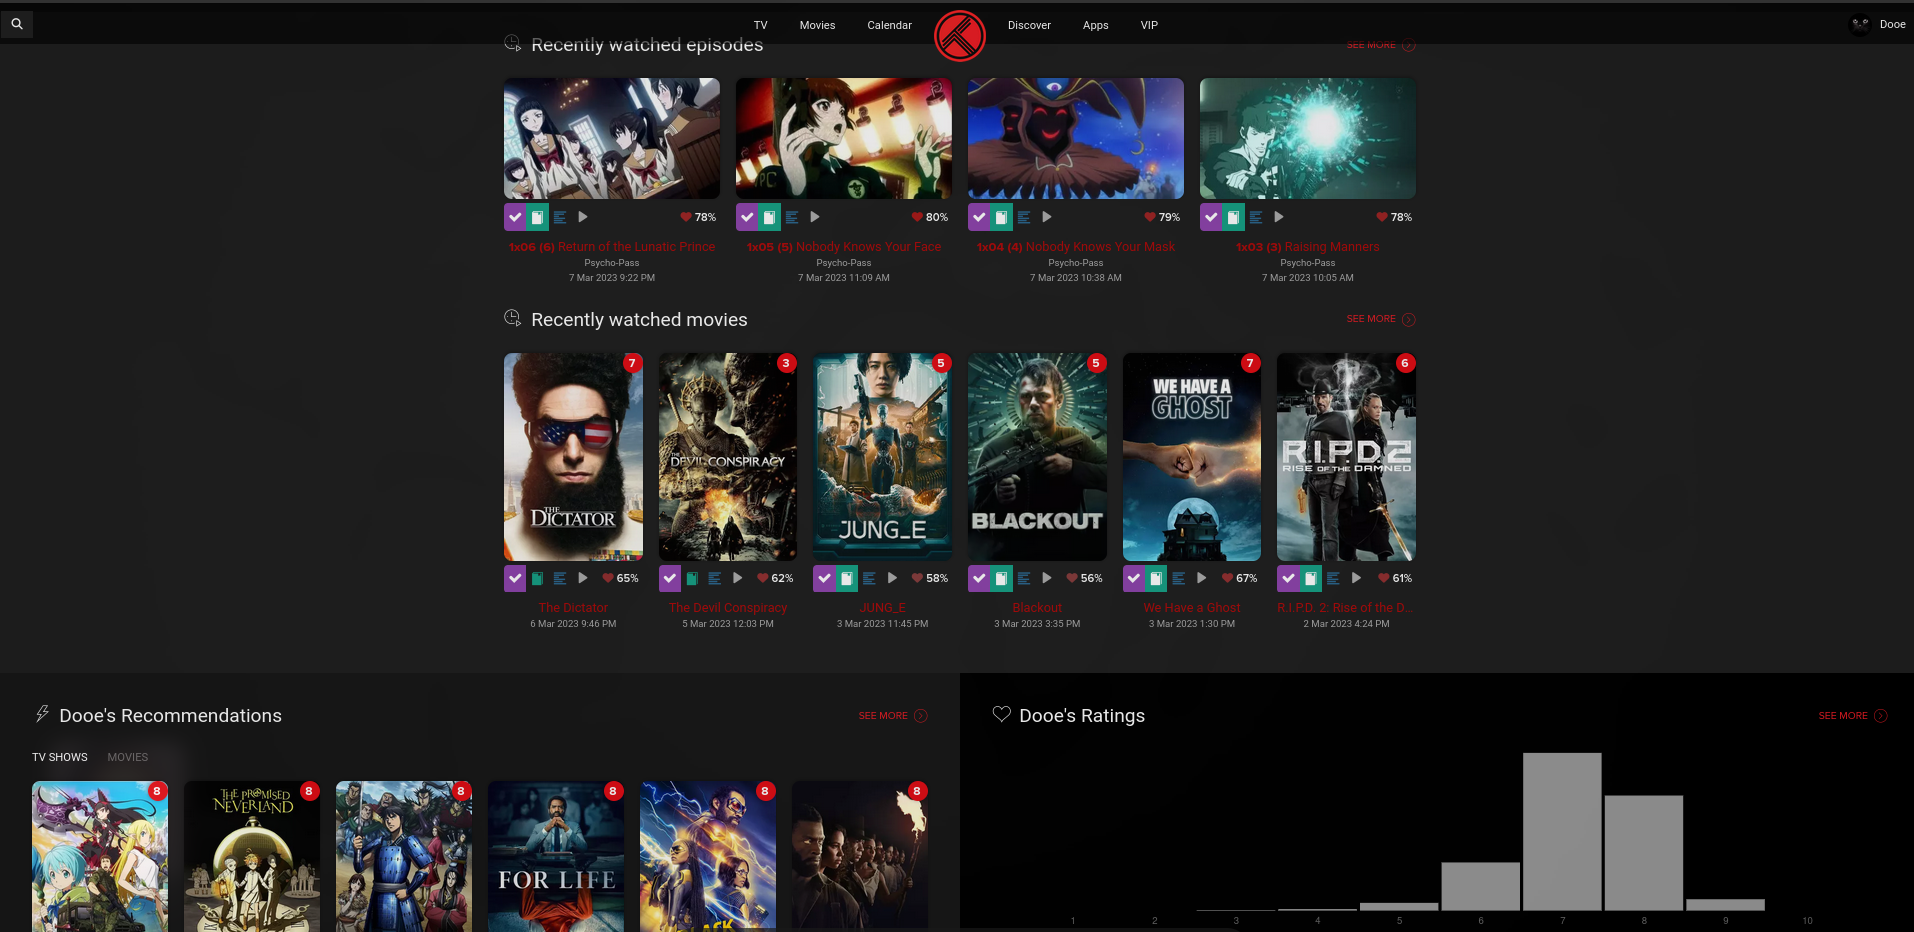 TV Movies Calendar Discover Apps VIP Dooe
Recently watched episodes SEE MORE
78% 80% 79% 78%
1x06 (6) Return of the Lunatic Prince 1x05 (5) Nobody Knows Your Face 1x04 (4) Nobody Knows Your Mask 1x03 (3) Raising Manners
Psycho-Pass Psycho-Pass Psycho-Pass Psycho-Pass
7 Mar 2023 9:22 PM 7 Mar 2023 11:09 AM 7 Mar 2023 10:38 AM 7 Mar 2023 10:05 AM
Recently watched movies SEE MORE
7 3 5 5 7 6
THE DICTATOR
THE DEVIL CONSPIRACY
JUNG_E
BLACKOUT
WE HAVE A
GHOST
R.I.P.D. 2
RISE OF THE DAMNED
65% 62% 58% 56% 67% 61%
The Dictator The Devil Conspiracy JUNG_E Blackout We Have a Ghost R.I.P.D. 2: Rise of the D...
6 Mar 2023 9:46 PM 5 Mar 2023 12:03 PM 3 Mar 2023 11:45 PM 3 Mar 2023 3:35 PM 3 Mar 2023 1:30 PM 2 Mar 2023 4:24 PM
Dooe's Recommendations SEE MORE
TV SHOWS MOVIES
8 8 8 8 8 8
THE PROMISED
NEVERLAND
FOR LIFE
Dooe's Ratings SEE MORE
1 2 3 4 5 6 7 8 9 10